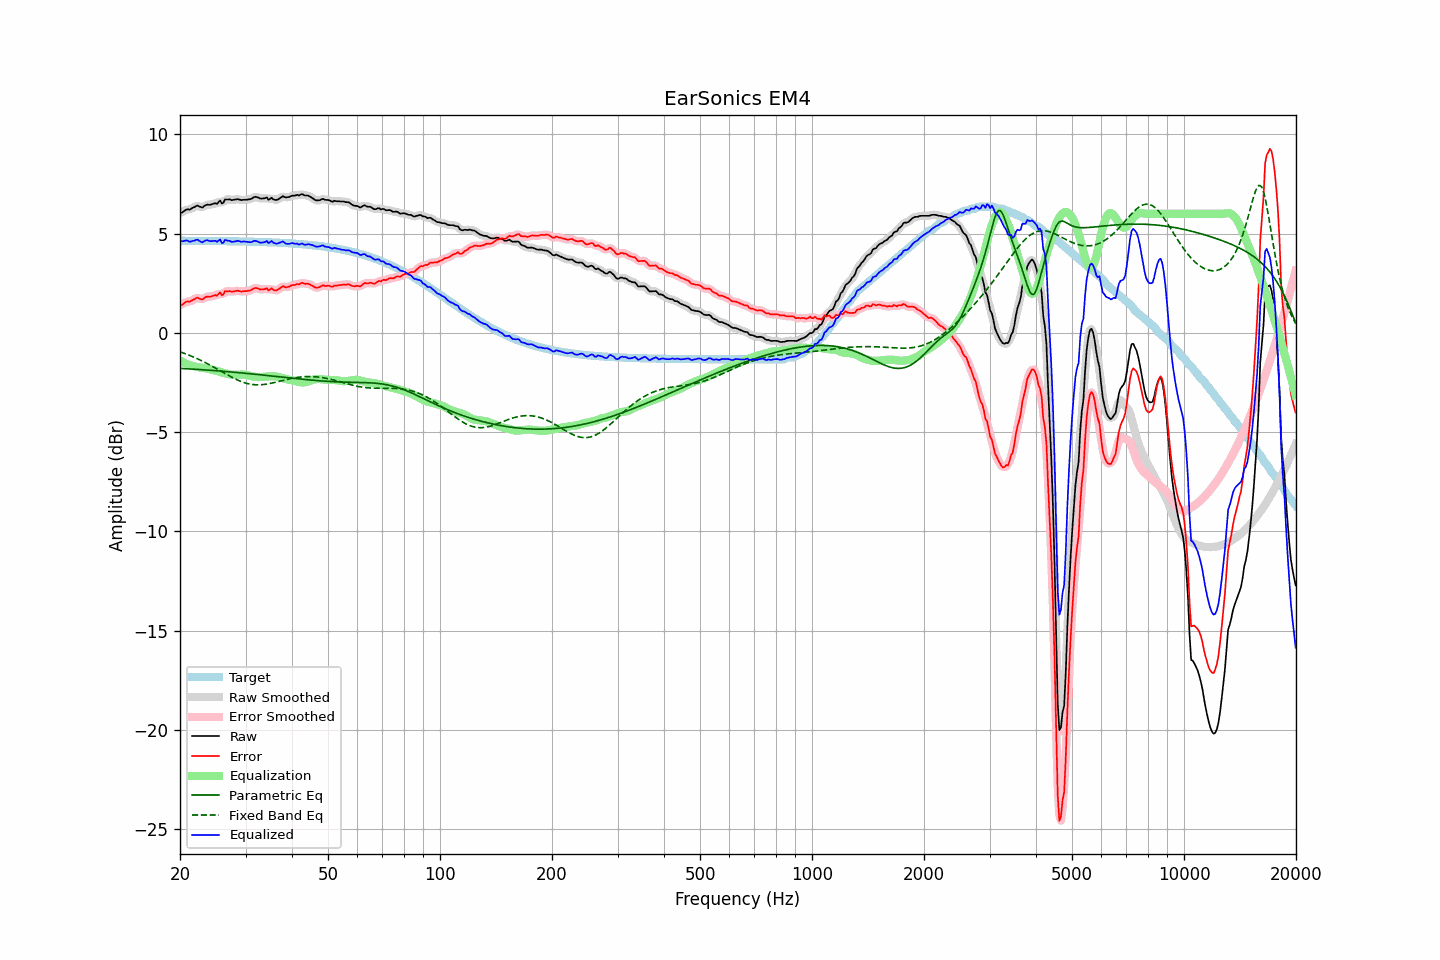 EarSonics EM4
Amplitude (dBr)
10
5
0
−5
−10
−15
−20
−25
Target
Raw Smoothed
Error Smoothed
Raw
Error
Equalization
Parametric Eq
Fixed Band Eq
Equalized
20 50 100 200 500 1000 2000 5000 10000 20000
Frequency (Hz)